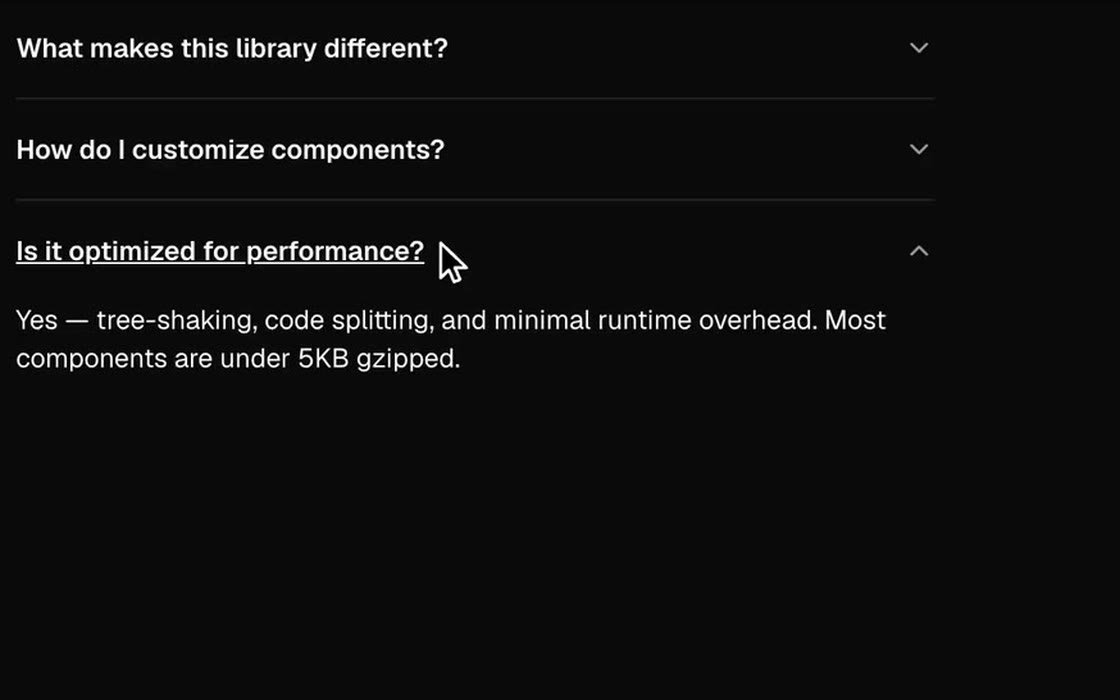 What makes this library different?
How do I customize components?
Is it optimized for performance?
Yes — tree-shaking, code splitting, and minimal runtime overhead. Most
components are under 5KB gzipped.